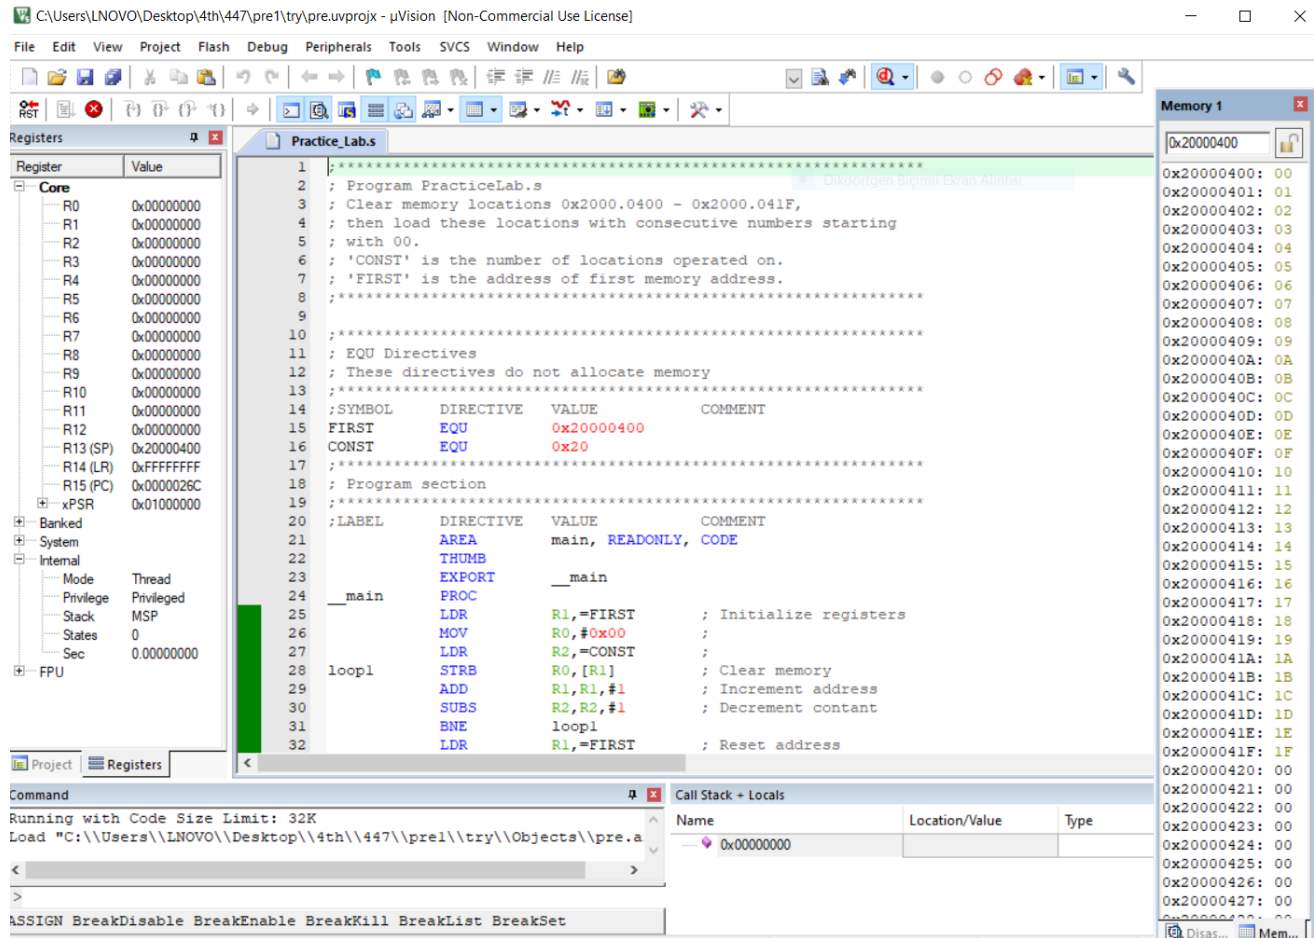 C:\Users\LNOVO\Desktop\4th\447\pre1\try\pre.uvprojx - µVision [Non-Commercial Use License]
File Edit View Project Flash Debug Peripherals Tools SVCS Window Help
RST
Registers
Register Value
Core
R0 0x00000000
R1 0x00000000
R2 0x00000000
R3 0x00000000
R4 0x00000000
R5 0x00000000
R6 0x00000000
R7 0x00000000
R8 0x00000000
R9 0x00000000
R10 0x00000000
R11 0x00000000
R12 0x00000000
R13 (SP) 0x20000400
R14 (LR) 0xFFFFFFFF
R15 (PC) 0x0000026C
xPSR 0x01000000
Banked
System
Internal
Mode Thread
Privilege Privileged
Stack MSP
States 0
Sec 0.00000000
FPU
Project Registers
Practice_Lab.s
Dikdörtgen Biçimli Ekran Alıntısı
1 ;***************************************************************
2 ; Program PracticeLab.s
3 ; Clear memory locations 0x2000.0400 - 0x2000.041F,
4 ; then load these locations with consecutive numbers starting
5 ; with 00.
6 ; 'CONST' is the number of locations operated on.
7 ; 'FIRST' is the address of first memory address.
8 ;***************************************************************
9
10 ;***************************************************************
11 ; EQU Directives
12 ; These directives do not allocate memory
13 ;***************************************************************
14 ;SYMBOL DIRECTIVE VALUE COMMENT
15 FIRST EQU 0x20000400
16 CONST EQU 0x20
17 ;***************************************************************
18 ; Program section
19 ;***************************************************************
20 ;LABEL DIRECTIVE VALUE COMMENT
21 AREA main, READONLY, CODE
22 THUMB
23 EXPORT __main
24 __main PROC
25 LDR R1,=FIRST ; Initialize registers
26 MOV R0,#0x00 ;
27 LDR R2,=CONST ;
28 loop1 STRB R0,[R1] ; Clear memory
29 ADD R1,R1,#1 ; Increment address
30 SUBS R2,R2,#1 ; Decrement contant
31 BNE loop1
32 LDR R1,=FIRST ; Reset address
Memory 1
0x20000400
0x20000400: 00
0x20000401: 01
0x20000402: 02
0x20000403: 03
0x20000404: 04
0x20000405: 05
0x20000406: 06
0x20000407: 07
0x20000408: 08
0x20000409: 09
0x2000040A: 0A
0x2000040B: 0B
0x2000040C: 0C
0x2000040D: 0D
0x2000040E: 0E
0x2000040F: 0F
0x20000410: 10
0x20000411: 11
0x20000412: 12
0x20000413: 13
0x20000414: 14
0x20000415: 15
0x20000416: 16
0x20000417: 17
0x20000418: 18
0x20000419: 19
0x2000041A: 1A
0x2000041B: 1B
0x2000041C: 1C
0x2000041D: 1D
0x2000041E: 1E
0x2000041F: 1F
0x20000420: 00
0x20000421: 00
0x20000422: 00
0x20000423: 00
0x20000424: 00
0x20000425: 00
0x20000426: 00
0x20000427: 00
Disas... Mem...
Command
Running with Code Size Limit: 32K
Load "C:\\Users\\LNOVO\\Desktop\\4th\\447\\pre1\\try\\Objects\\pre.a
>
ASSIGN BreakDisable BreakEnable BreakKill BreakList BreakSet
Call Stack + Locals
Name Location/Value Type
0x00000000